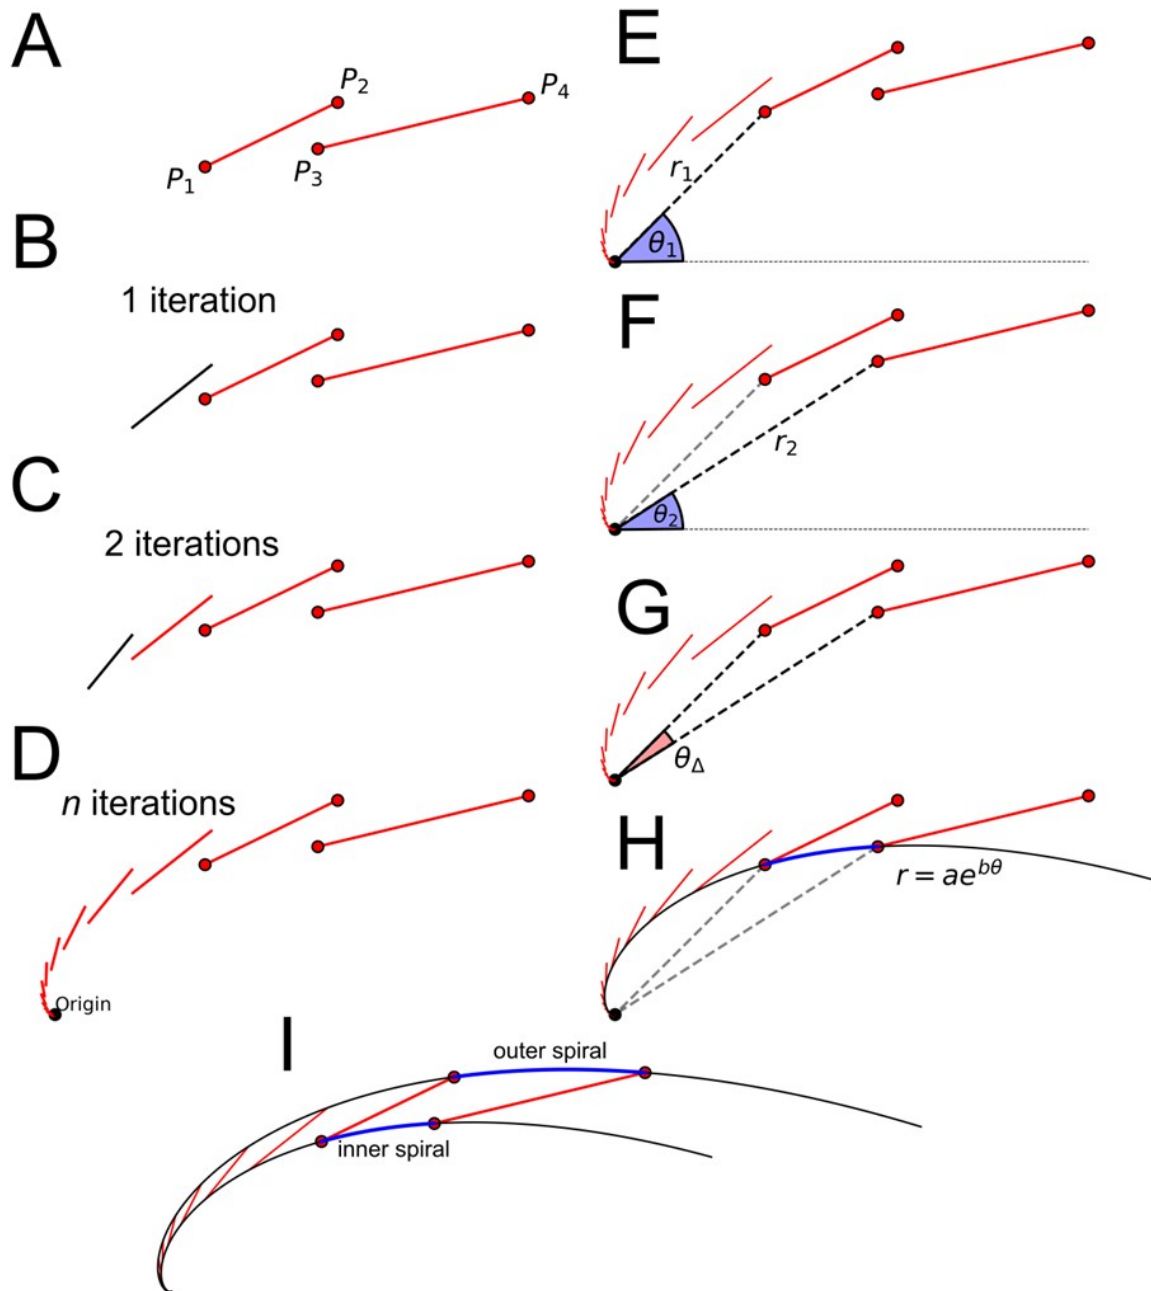 A
P₂
P₄
P₁
P₃
B
1 iteration
C
2 iterations
D
n iterations
Origin
E
r₁
θ₁
F
r₂
θ₂
G
θ_Δ
H
r = ae^{bθ}
I
outer spiral
inner spiral